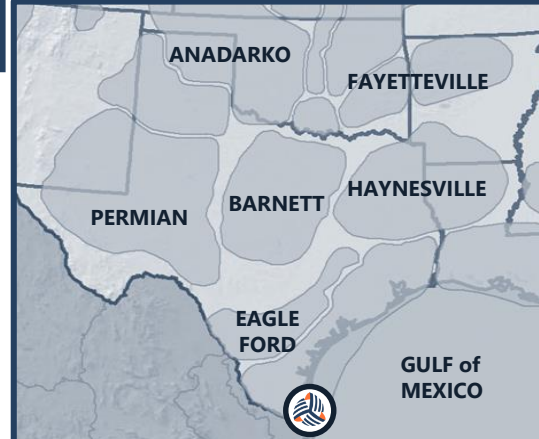 ANADARKO
FAYETTEVILLE
PERMIAN
BARNETT
HAYNESVILLE
EAGLE
FORD
GULF of
MEXICO